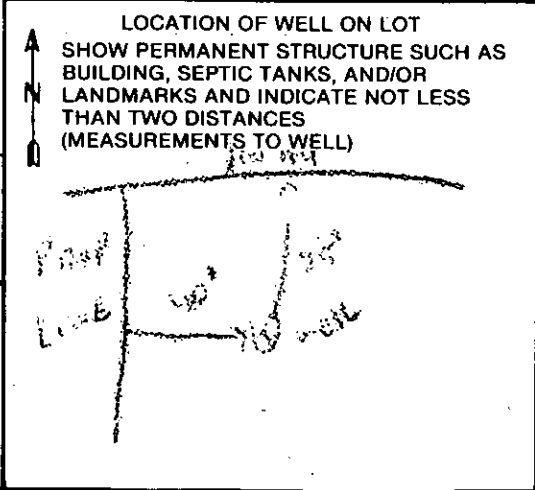 LOCATION OF WELL ON LOT
SHOW PERMANENT STRUCTURE SUCH AS
BUILDING, SEPTIC TANKS, AND/OR
N
LANDMARKS AND INDICATE NOT LESS
THAN TWO DISTANCES
(MEASUREMENTS TO WELL)
PROP
LINE
WELL